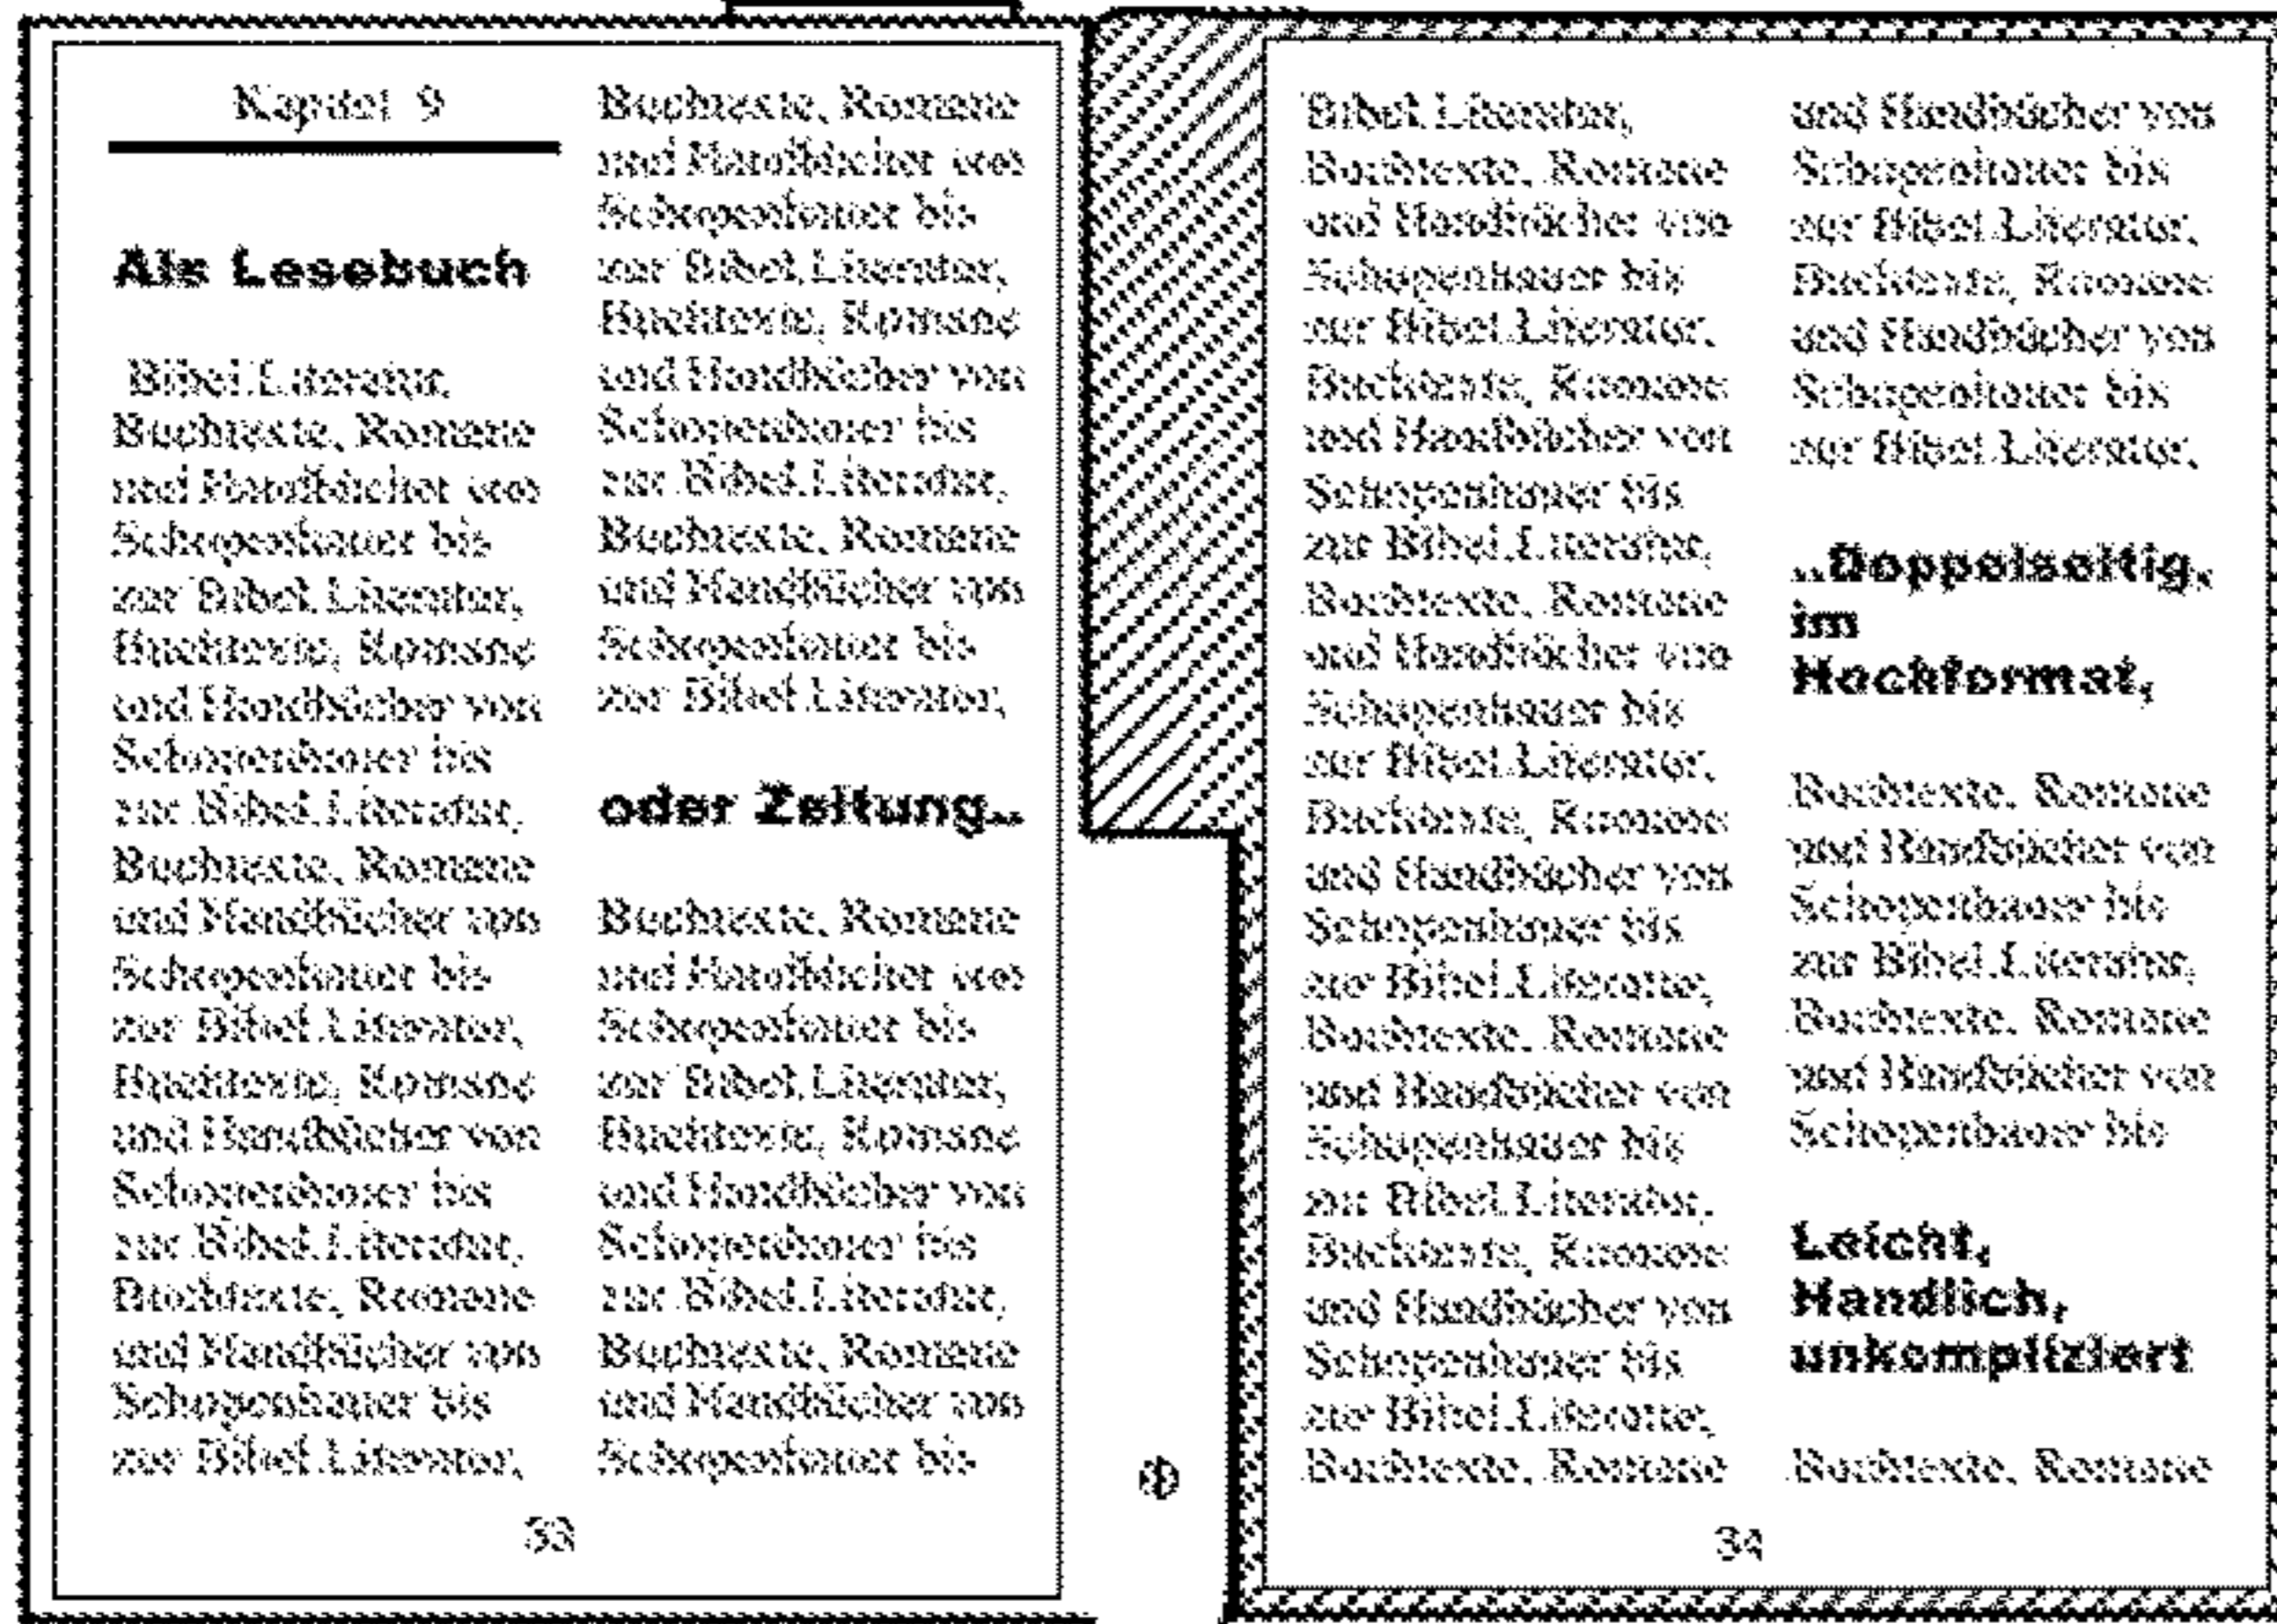 Kapitel 9
Als Lesebuch
Bibel.Literatur,
Buchtexte, Romane
und Handbücher von
Schopenhauer bis
zur Bibel.Literatur,
Buchtexte, Romane
und Handbücher von
Schopenhauer bis
zur Bibel.Literatur,
Buchtexte, Romane
und Handbücher von
Schopenhauer bis
zur Bibel.Literatur,
Buchtexte, Romane
und Handbücher von
Schopenhauer bis
zur Bibel.Literatur,
Buchtexte, Romane
und Handbücher von
Schopenhauer bis
zur Bibel.Literatur,
Buchtexte, Romane
und Handbücher von
Schopenhauer bis
zur Bibel.Literatur,
Buchtexte, Romane
und Handbücher von
Schopenhauer bis
zur Bibel.Literatur,
Buchtexte, Romane
und Handbücher von
Schopenhauer bis
zur Bibel.Literatur,
oder Zeitung..
Buchtexte, Romane
und Handbücher von
Schopenhauer bis
zur Bibel.Literatur,
Buchtexte, Romane
und Handbücher von
Schopenhauer bis
zur Bibel.Literatur,
Buchtexte, Romane
und Handbücher von
Schopenhauer bis
33
Bibel.Literatur,
Buchtexte, Romane
und Handbücher von
Schopenhauer bis
zur Bibel.Literatur,
Buchtexte, Romane
und Handbücher von
Schopenhauer bis
zur Bibel.Literatur,
Buchtexte, Romane
und Handbücher von
Schopenhauer bis
zur Bibel.Literatur,
Buchtexte, Romane
und Handbücher von
Schopenhauer bis
zur Bibel.Literatur,
Buchtexte, Romane
und Handbücher von
Schopenhauer bis
zur Bibel.Literatur,
Buchtexte, Romane
und Handbücher von
Schopenhauer bis
zur Bibel.Literatur,
Buchtexte, Romane
und Handbücher von
Schopenhauer bis
zur Bibel.Literatur,
Buchtexte, Romane
und Handbücher von
Schopenhauer bis
zur Bibel.Literatur,
..Doppelseitig,
im
Hochformat,
Buchtexte, Romane
und Handbücher von
Schopenhauer bis
zur Bibel.Literatur,
Buchtexte, Romane
und Handbücher von
Schopenhauer bis
Leicht,
Handlich,
unkompliziert
Buchtexte, Romane
34